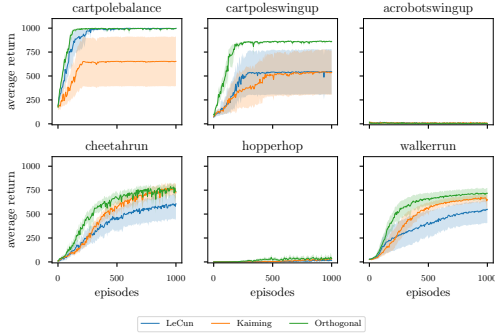 cartpolebalance
cartpoleswingup
acrobotswingup
average return
1000
750
500
250
0
cheetahrun
hopperhop
walkerrun
average return
1000
750
500
250
0
0
500
1000
0
500
1000
0
500
1000
episodes
episodes
episodes
LeCun
Kaiming
Orthogonal